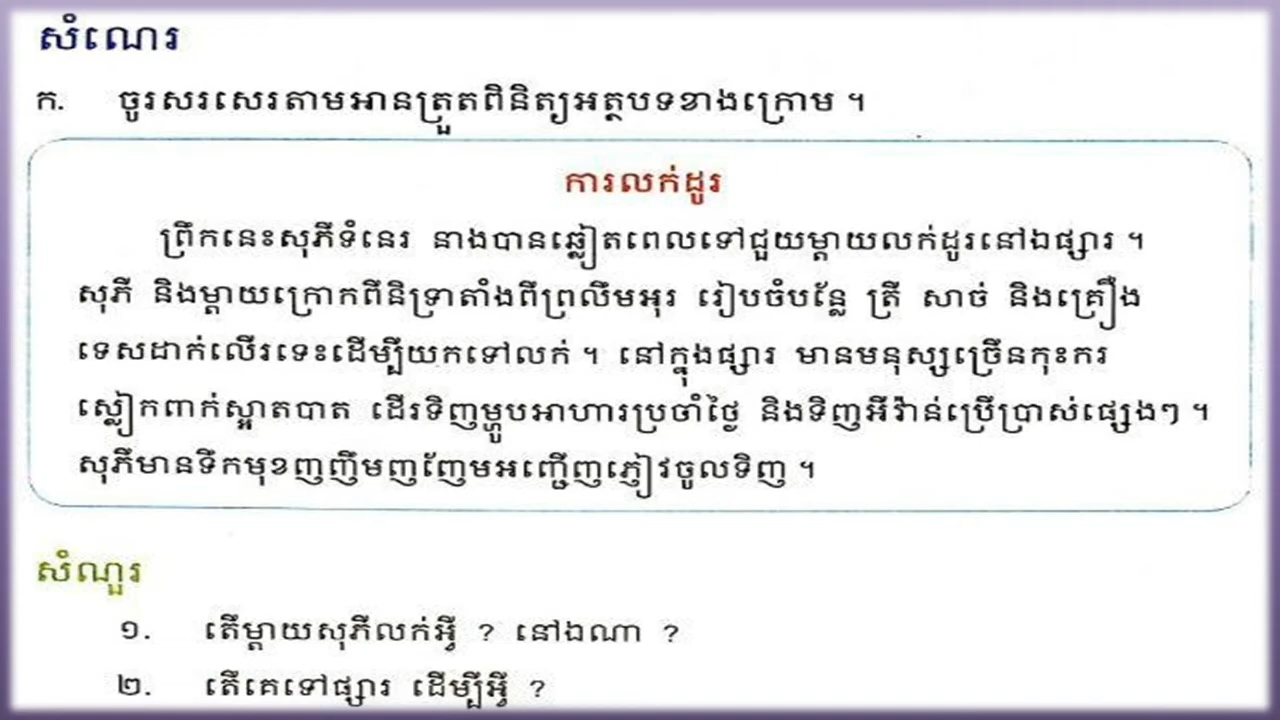 សំណេរ
ក. ចូរសរសេរតាមអានត្រួតពិនិត្យអត្ថបទខាងក្រោម ។
ការលក់ដូរ
ព្រឹកនេះសុភីទំនេរ នាងបានឆ្លៀតពេលទៅជួយម្តាយលក់ដូរនៅឯផ្សារ ។
សុភី និងម្តាយក្រោកពីនិទ្រាតាំងពីព្រលឹមអុរ រៀបចំបន្លែ ត្រី សាច់ និងគ្រឿង
ទេសដាក់លើរទេះដើម្បីយកទៅលក់ ។ នៅក្នុងផ្សារ មានមនុស្សច្រើនកុះករ
ស្លៀកពាក់ស្អាតបាត ដើរទិញម្ហូបអាហារប្រចាំថ្ងៃ និងទិញអីវ៉ាន់ប្រើប្រាស់ផ្សេងៗ ។
សុភីមានទឹកមុខញញឹមញញែមអញ្ជើញភ្ញៀវចូលទិញ ។
សំណួរ
១. តើម្តាយសុភីលក់អ្វី ? នៅឯណា ?
២. តើគេទៅផ្សារ ដើម្បីអ្វី ?